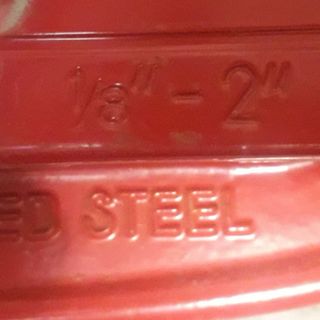 1/8" - 2"
ED STEEL